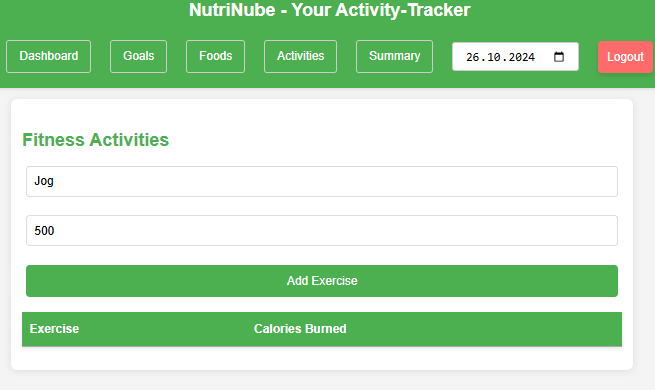 NutriNube - Your Activity-Tracker
Dashboard Goals Foods Activities Summary 26.10.2024 Logout
Fitness Activities
Jog
500
Add Exercise
Exercise Calories Burned